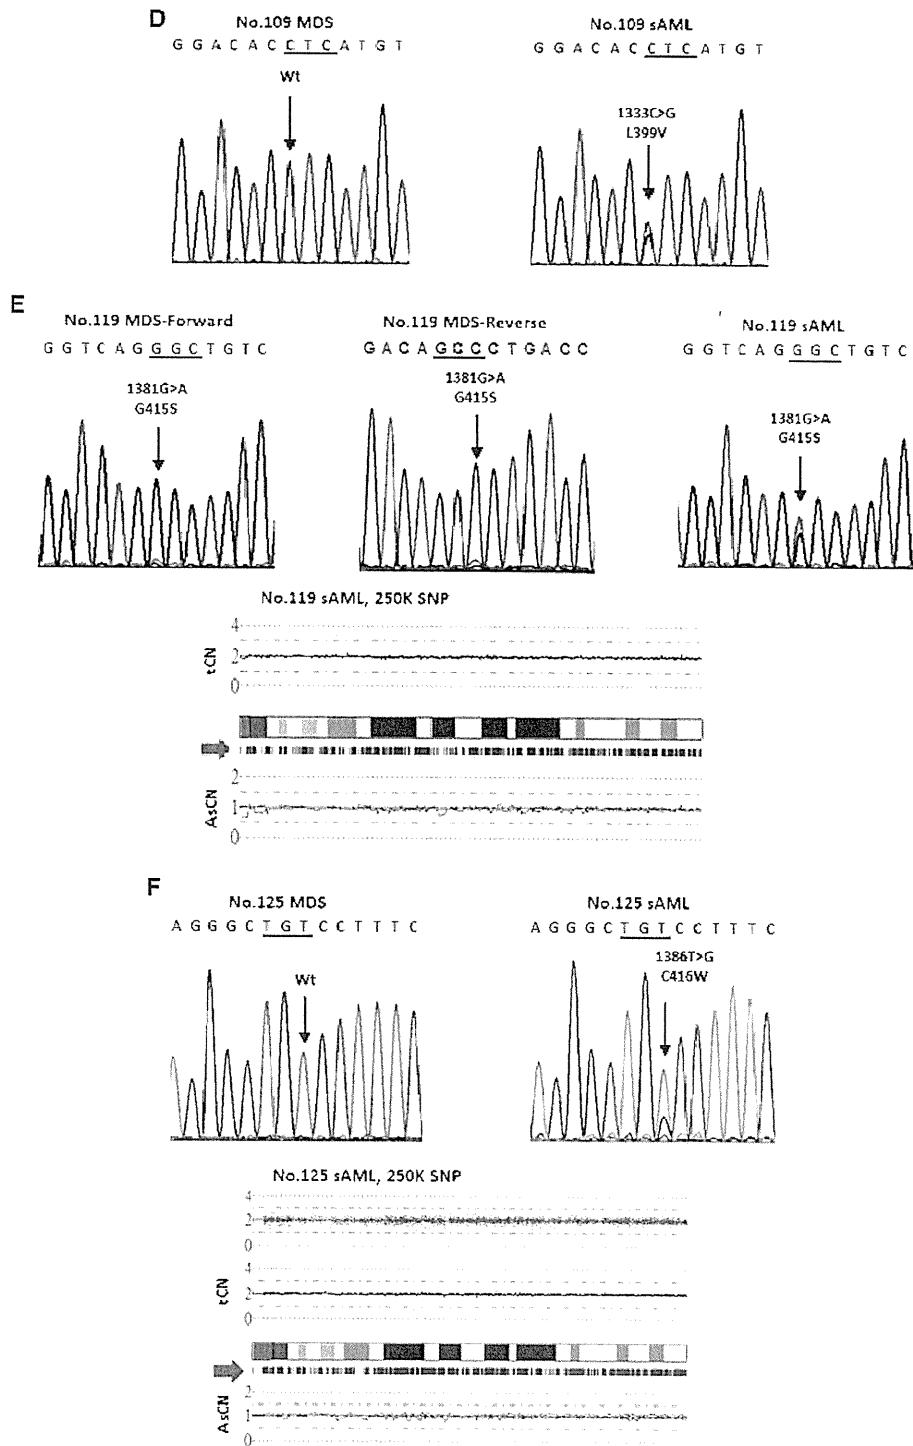 D
No.109 MDS
G G A C A C C T C A T G T
Wt
No.109 sAML
G G A C A C C T C A T G T
1333C>G
L399V
E
No.119 MDS-Forward
G G T C A G G G C T G T C
1381G>A
G415S
No.119 MDS-Reverse
G A C A G C C C T G A C C
1381G>A
G415S
No.119 sAML
G G T C A G G G C T G T C
1381G>A
G415S
No.119 sAML, 250K SNP
tCN
4
2
0
AsCN
2
1
0
F
No.125 MDS
A G G G C T G T C C T T T C
Wt
No.125 sAML
A G G G C T G T C C T T T C
1386T>G
C416W
No.125 sAML, 250K SNP
4
2
0
tCN
4
2
0
AsCN
2
1
0